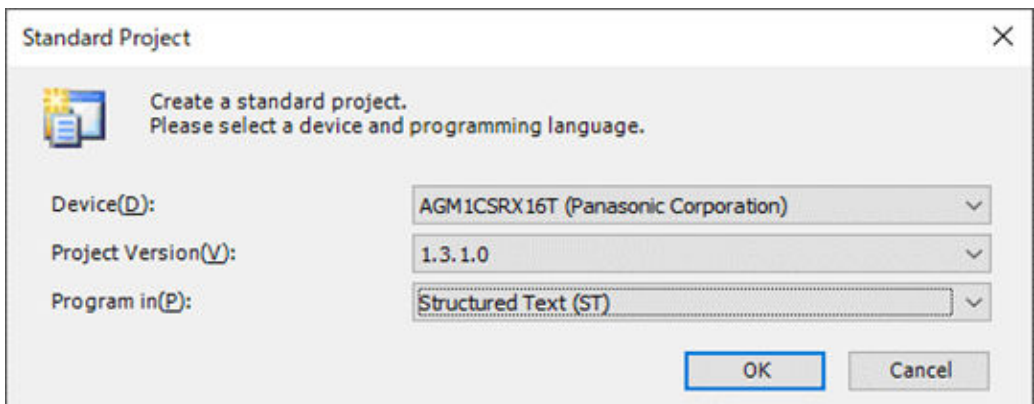 Standard Project
Create a standard project.
Please select a device and programming language.
Device(D): AGM1CSRX16T (Panasonic Corporation)
Project Version(V): 1.3.1.0
Program in(P): Structured Text (ST)
OK Cancel